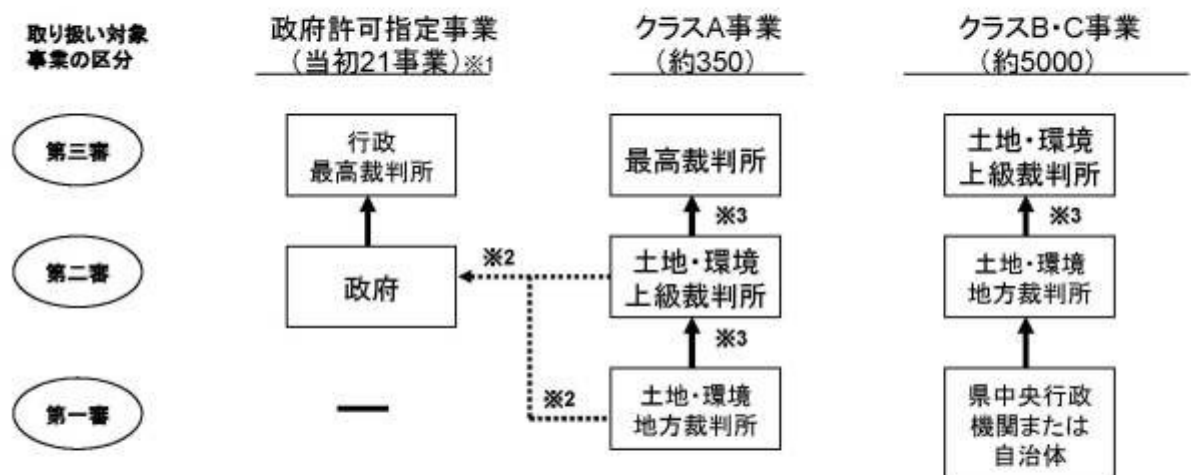 取り扱い対象
事業の区分
政府許可指定事業
(当初21事業)※1
クラスA事業
(約350)
クラスB・C事業
(約5000)
第三審
行政
最高裁判所
最高裁判所
土地・環境
上級裁判所
※3
※3
第二審
政府
※2
土地・環境
上級裁判所
土地・環境
地方裁判所
※3
第一審
―
※2
土地・環境
地方裁判所
県中央行政
機関または
自治体